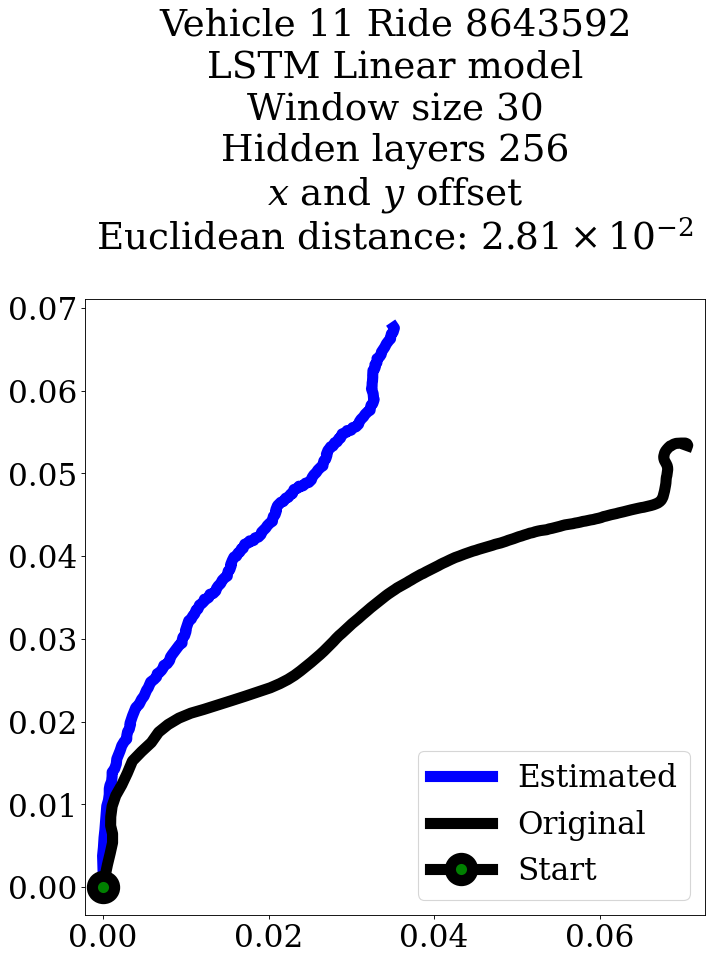 Vehicle 11 Ride 8643592
LSTM Linear model
Window size 30
Hidden layers 256
x and y offset
Euclidean distance: 2.81 × 10⁻²
0.07
0.06
0.05
0.04
0.03
0.02
0.01
0.00
Estimated
Original
Start
0.00 0.02 0.04 0.06